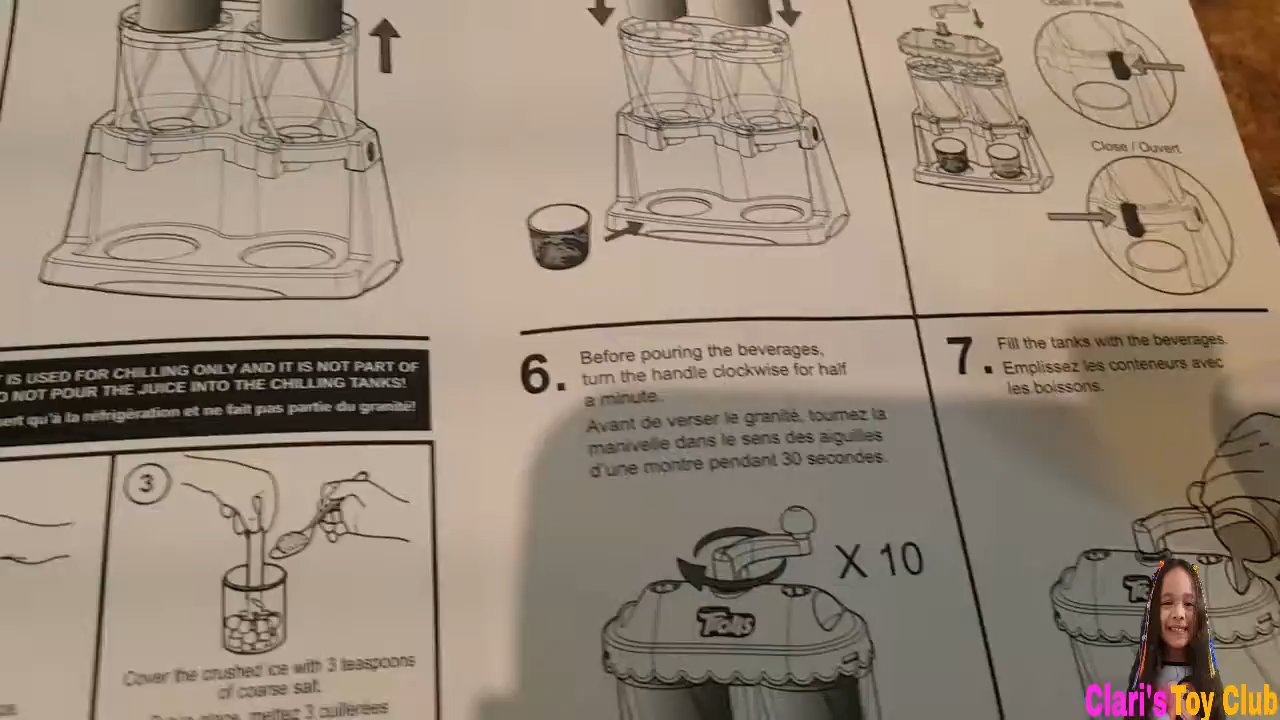 Open / Fermé
Close / Ouvert
IS USED FOR CHILLING ONLY AND IT IS NOT PART OF
NOT POUR THE JUICE INTO THE CHILLING TANKS!
qu'à la réfrigération et ne fait pas partie du granité!
3
Cover the crushed ice with 3 teaspoons
of coarse salt.
mettez 3 cuillerées
6.
Before pouring the beverages,
turn the handle clockwise for half
a minute.
Avant de verser le granité, tournez la
manivelle dans le sens des aiguilles
d'une montre pendant 30 secondes.
X 10
Trolls
7.
Fill the tanks with the beverages.
Emplissez les conteneurs avec
les boissons.
Clari's Toy Club